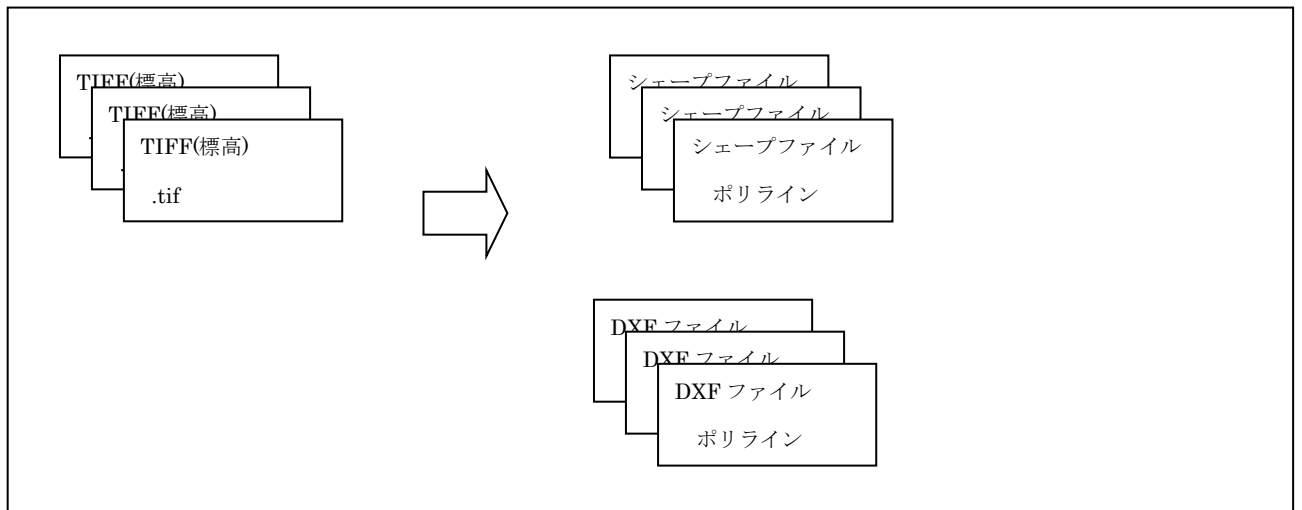 TIFF(標高)
TIFF(標高)
TIFF(標高)
.tif
シェープファイル
シェープファイル
シェープファイル
ポリライン
DXF ファイル
DXF ファイル
DXF ファイル
ポリライン